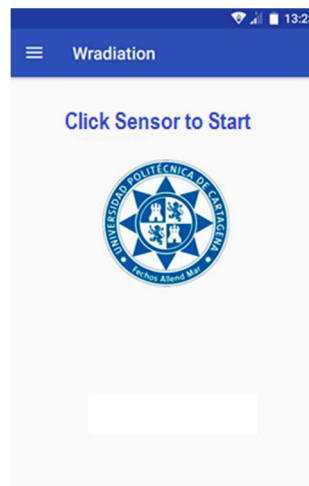 13:2
Wradiation
Click Sensor to Start
UNIVERSIDAD POLITÉCNICA DE CARTAGENA
Fechos Allend Mar